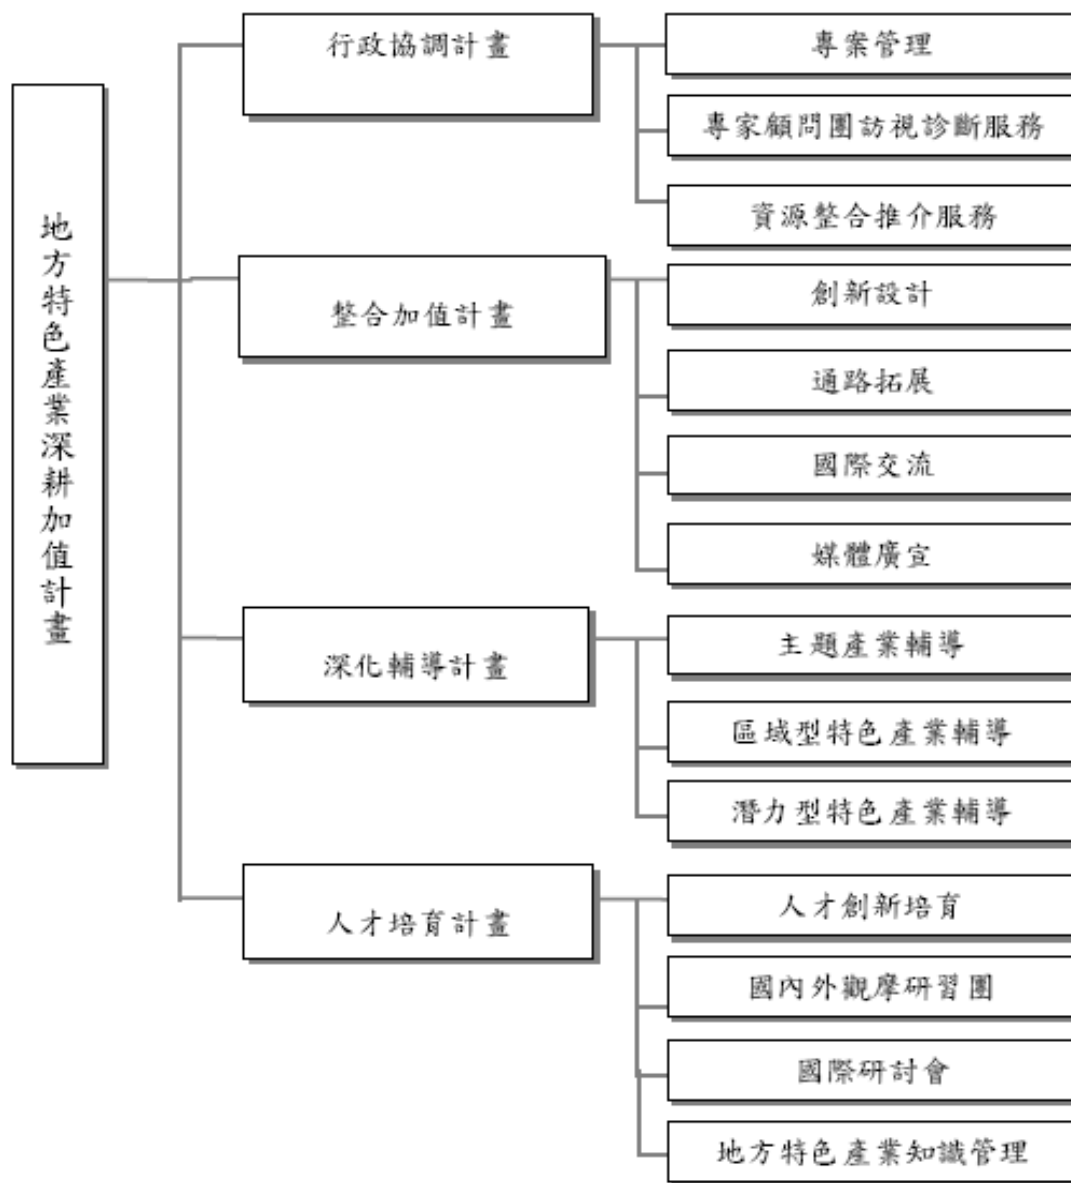 地方特色產業深耕加值計畫
行政協調計畫
專案管理
專家顧問團訪視診斷服務
資源整合推介服務
整合加值計畫
創新設計
通路拓展
國際交流
媒體廣宣
深化輔導計畫
主題產業輔導
區域型特色產業輔導
潛力型特色產業輔導
人才培育計畫
人才創新培育
國內外觀摩研習團
國際研討會
地方特色產業知識管理